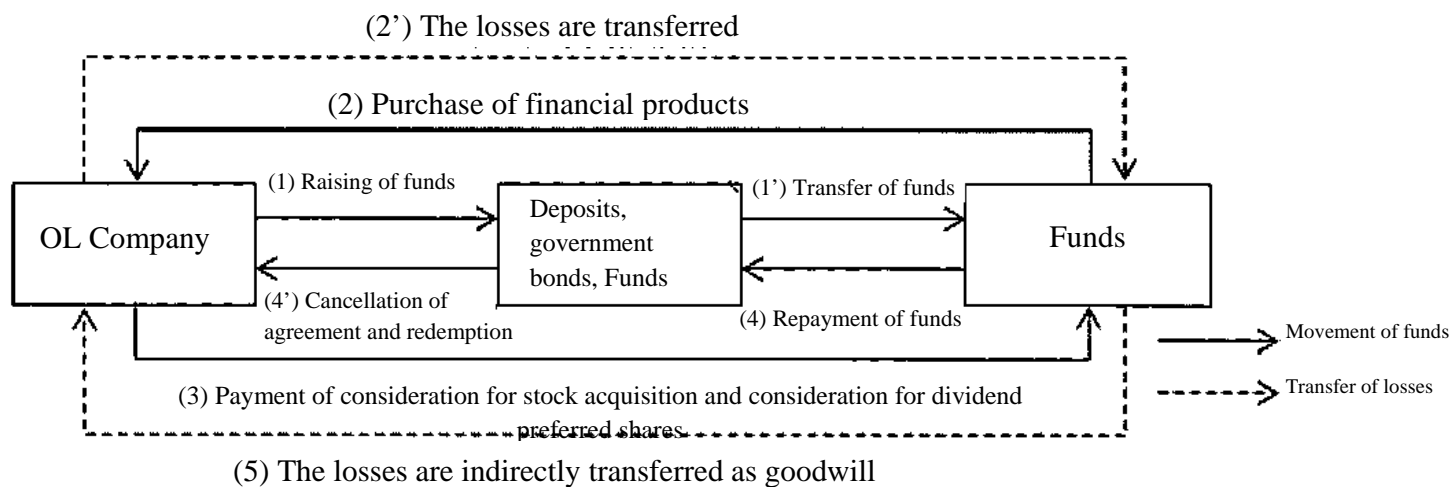 (2’) The losses are transferred
(2) Purchase of financial products
(1) Raising of funds
(1’) Transfer of funds
OL Company
Deposits,
government
bonds, Funds
Funds
(4’) Cancellation of
agreement and redemption
(4) Repayment of funds
Movement of funds
Transfer of losses
(3) Payment of consideration for stock acquisition and consideration for dividend
preferred shares
(5) The losses are indirectly transferred as goodwill